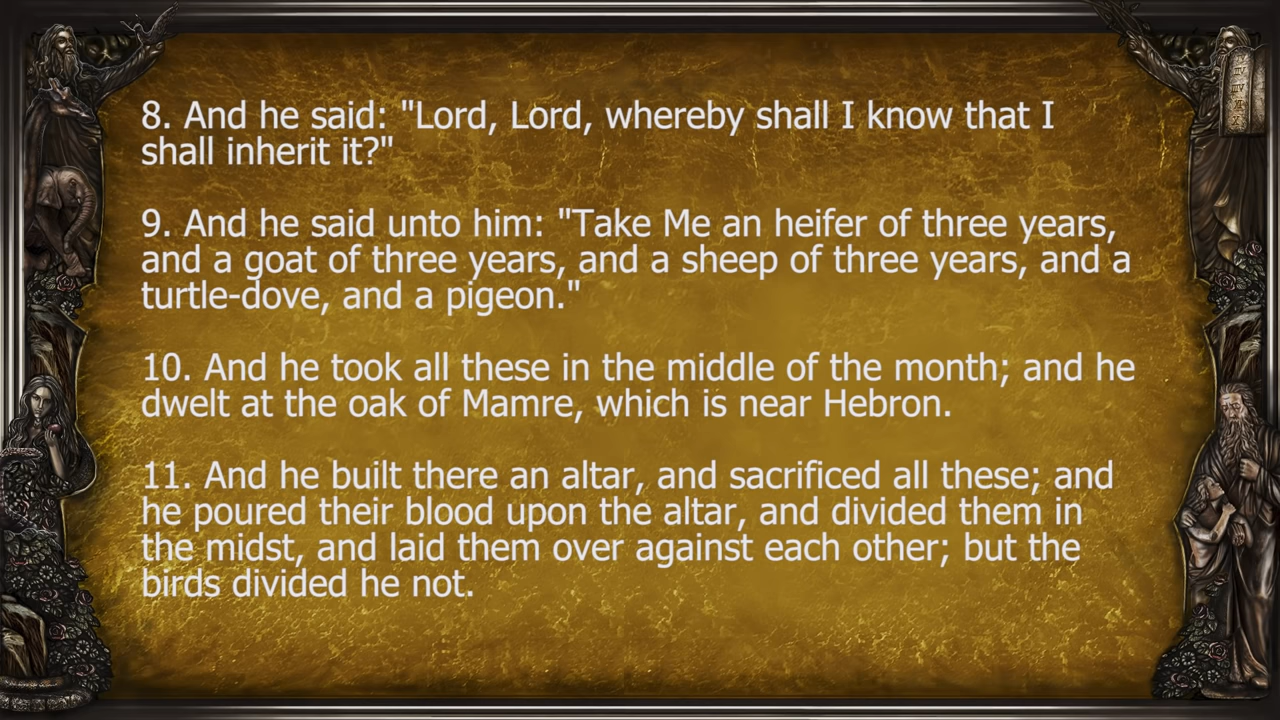 8. And he said: "Lord, Lord, whereby shall I know that I
shall inherit it?"
9. And he said unto him: "Take Me an heifer of three years,
and a goat of three years, and a sheep of three years, and a
turtle-dove, and a pigeon."
10. And he took all these in the middle of the month; and he
dwelt at the oak of Mamre, which is near Hebron.
11. And he built there an altar, and sacrificed all these; and
he poured their blood upon the altar, and divided them in
the midst, and laid them over against each other; but the
birds divided he not.